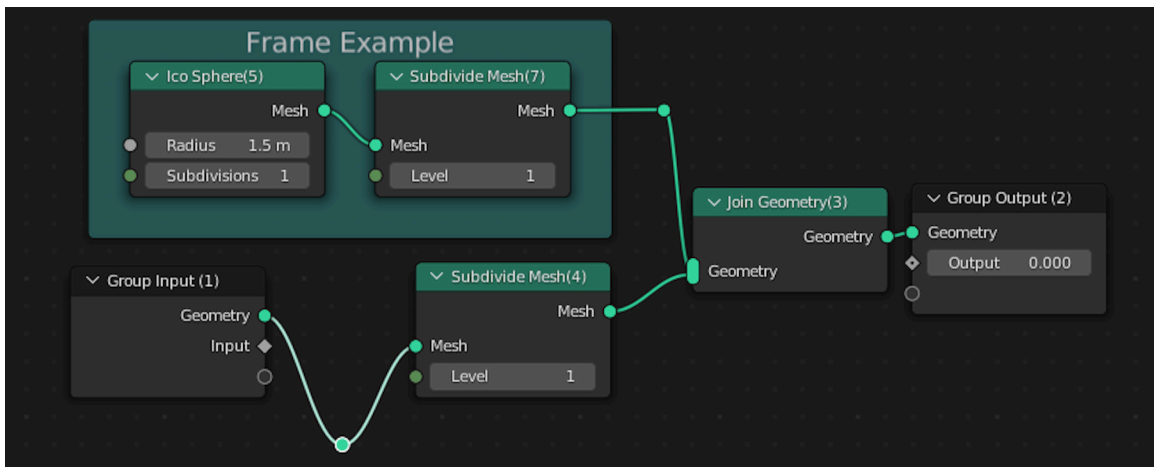 Frame Example
Ico Sphere(5)
Mesh
Radius 1.5 m
Subdivisions 1
Subdivide Mesh(7)
Mesh
Mesh
Level 1
Join Geometry(3)
Geometry
Geometry
Group Output (2)
Geometry
Output 0.000
Group Input (1)
Geometry
Input
Subdivide Mesh(4)
Mesh
Mesh
Level 1